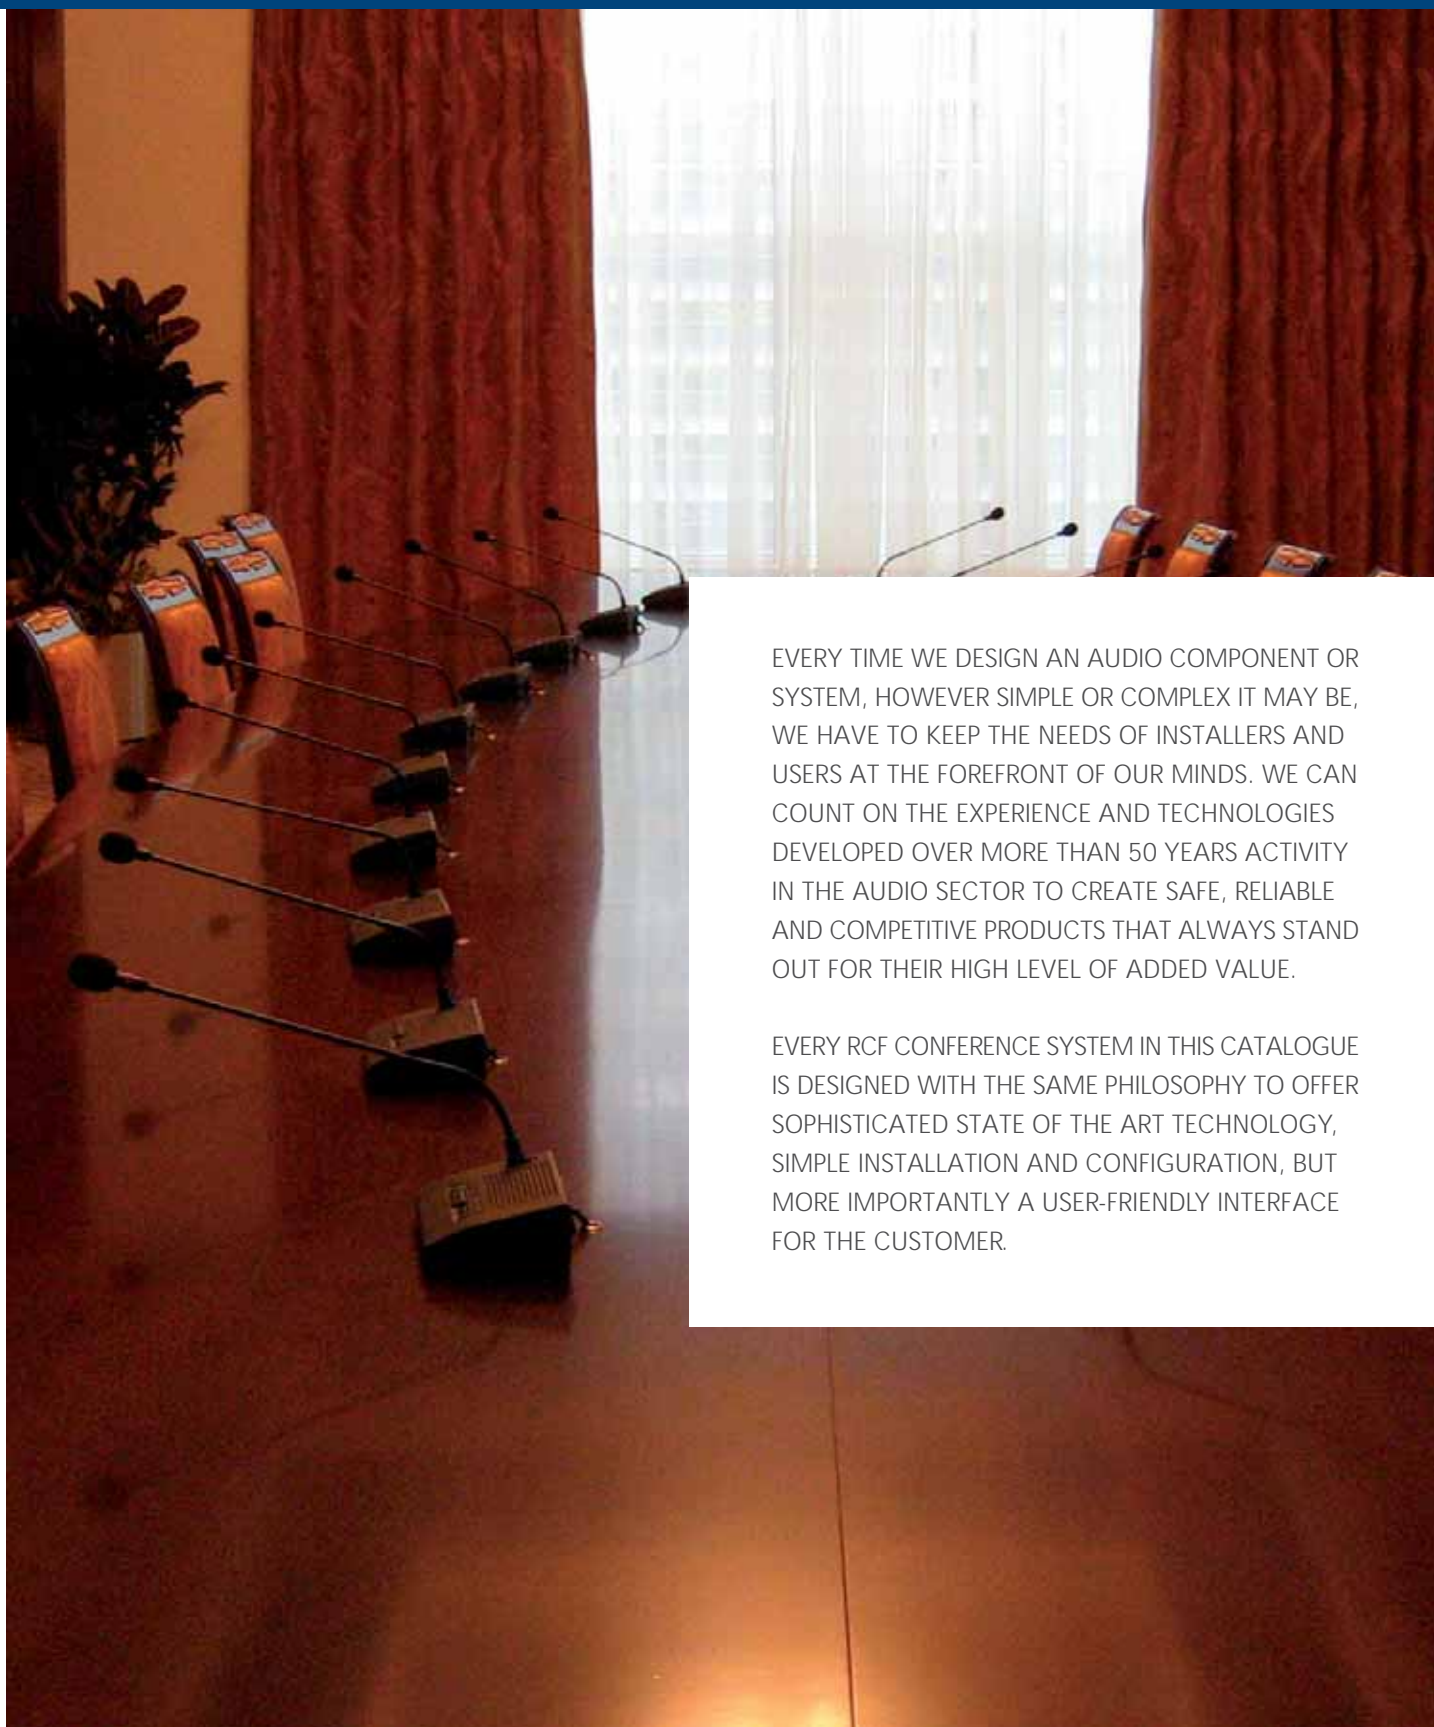 EVERY TIME WE DESIGN AN AUDIO COMPONENT OR
SYSTEM, HOWEVER SIMPLE OR COMPLEX IT MAY BE,
WE HAVE TO KEEP THE NEEDS OF INSTALLERS AND
USERS AT THE FOREFRONT OF OUR MINDS. WE CAN
COUNT ON THE EXPERIENCE AND TECHNOLOGIES
DEVELOPED OVER MORE THAN 50 YEARS ACTIVITY
IN THE AUDIO SECTOR TO CREATE SAFE, RELIABLE
AND COMPETITIVE PRODUCTS THAT ALWAYS STAND
OUT FOR THEIR HIGH LEVEL OF ADDED VALUE.
EVERY RCF CONFERENCE SYSTEM IN THIS CATALOGUE
IS DESIGNED WITH THE SAME PHILOSOPHY TO OFFER
SOPHISTICATED STATE OF THE ART TECHNOLOGY,
SIMPLE INSTALLATION AND CONFIGURATION, BUT
MORE IMPORTANTLY A USER-FRIENDLY INTERFACE
FOR THE CUSTOMER.